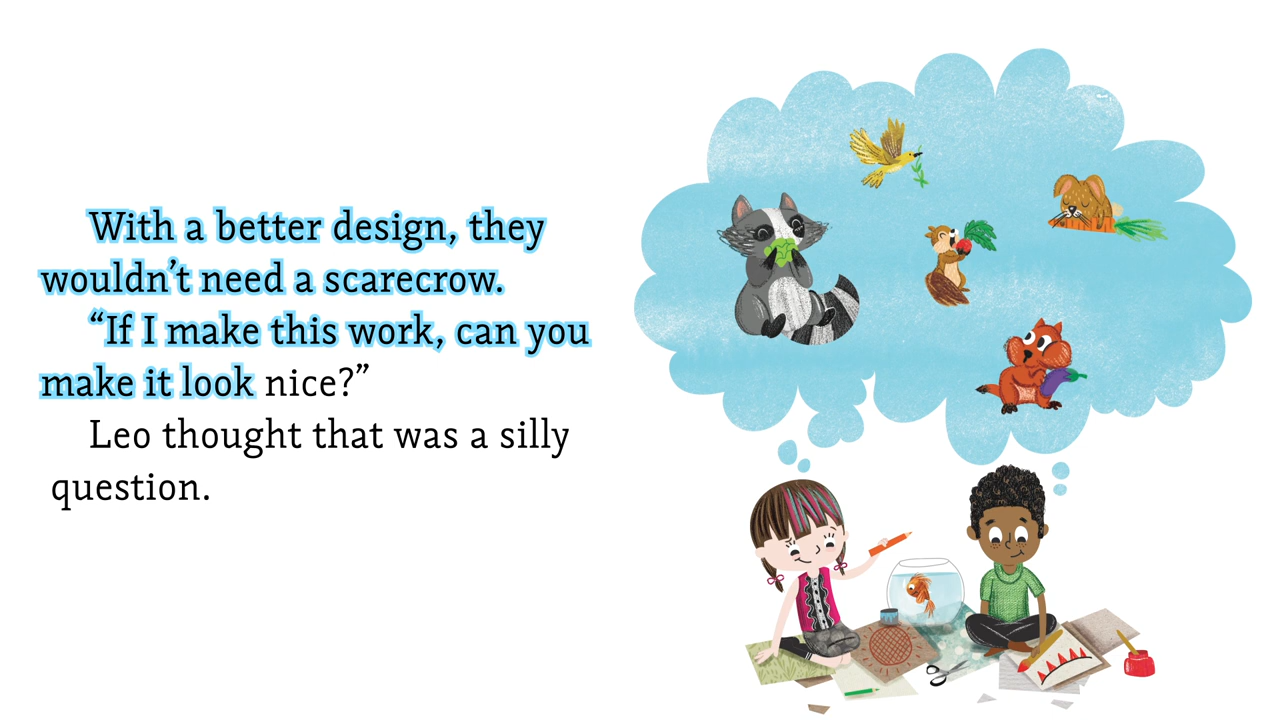 With a better design, they
wouldn’t need a scarecrow.
“If I make this work, can you
make it look nice?”
Leo thought that was a silly
question.